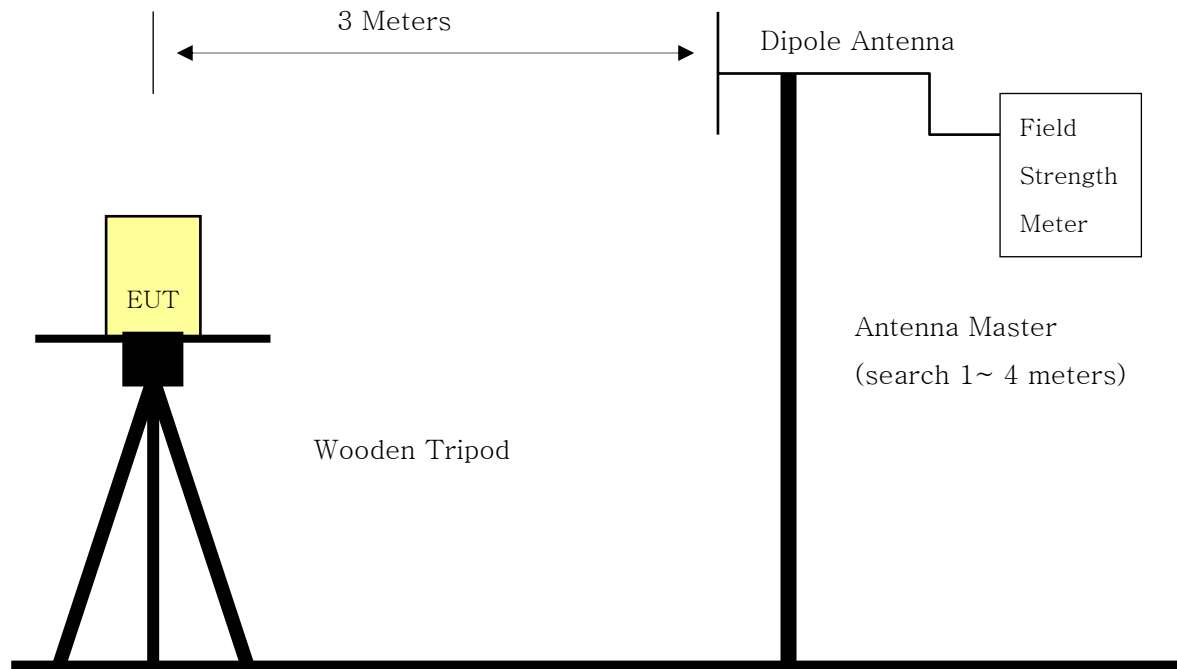 3 Meters
Dipole Antenna
Field
Strength
Meter
EUT
Antenna Master
(search 1~ 4 meters)
Wooden Tripod